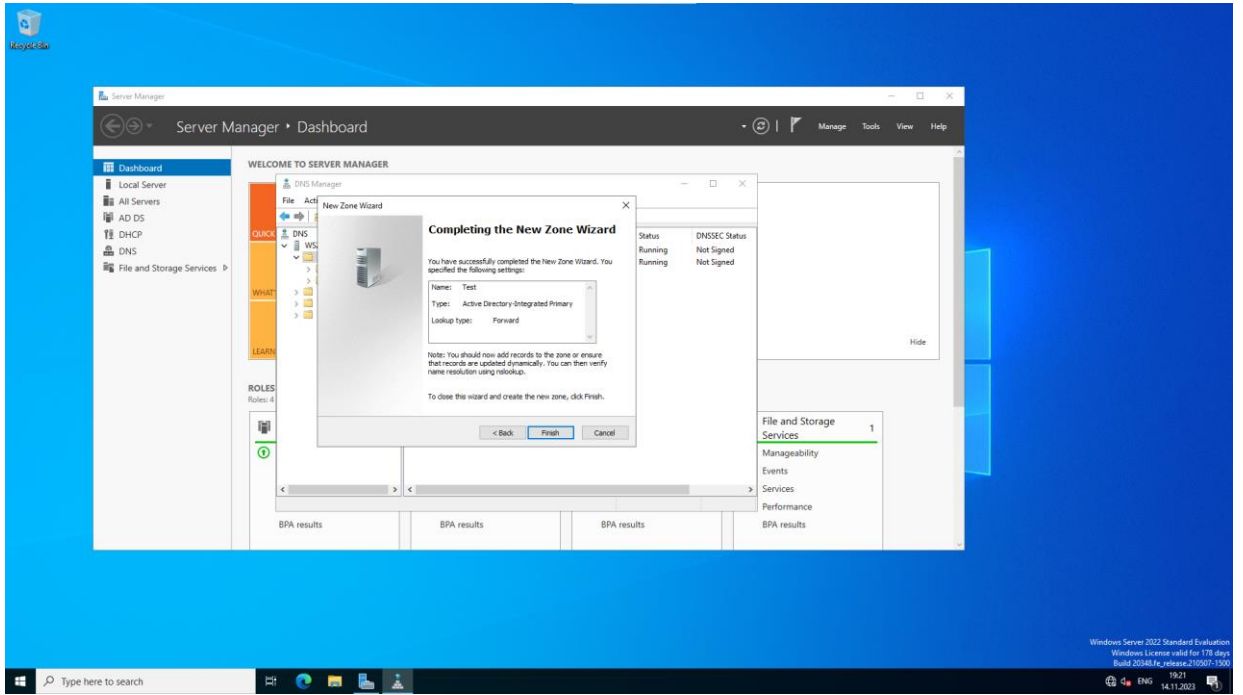 Recycle Bin
Server Manager
Server Manager • Dashboard
Manage Tools View Help
Dashboard
Local Server
All Servers
AD DS
DHCP
DNS
File and Storage Services
WELCOME TO SERVER MANAGER
QUICK
WHAT'
LEARN
Hide
ROLES
Roles: 4
DNS Manager
File Acti
DNS
WS
Status DNSSEC Status
Running Not Signed
Running Not Signed
New Zone Wizard
Completing the New Zone Wizard
You have successfully completed the New Zone Wizard. You
specified the following settings:
Name: Test
Type: Active Directory-Integrated Primary
Lookup type: Forward
Note: You should now add records to the zone or ensure
that records are updated dynamically. You can then verify
name resolution using nslookup.
To close this wizard and create the new zone, click Finish.
< Back Finish Cancel
File and Storage
Services 1
Manageability
Events
Services
Performance
BPA results BPA results BPA results BPA results
Windows Server 2022 Standard Evaluation
Windows License valid for 178 days
Build 20348.fe_release.210507-1500
Type here to search
ENG
19:21
14.11.2023